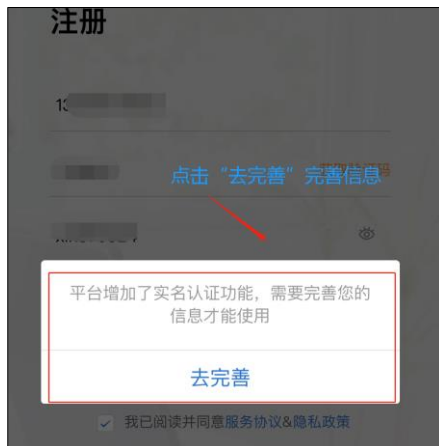 注册
点击“去完善”完善信息
平台增加了实名认证功能，需要完善您的
信息才能使用
去完善
我已阅读并同意服务协议&隐私政策